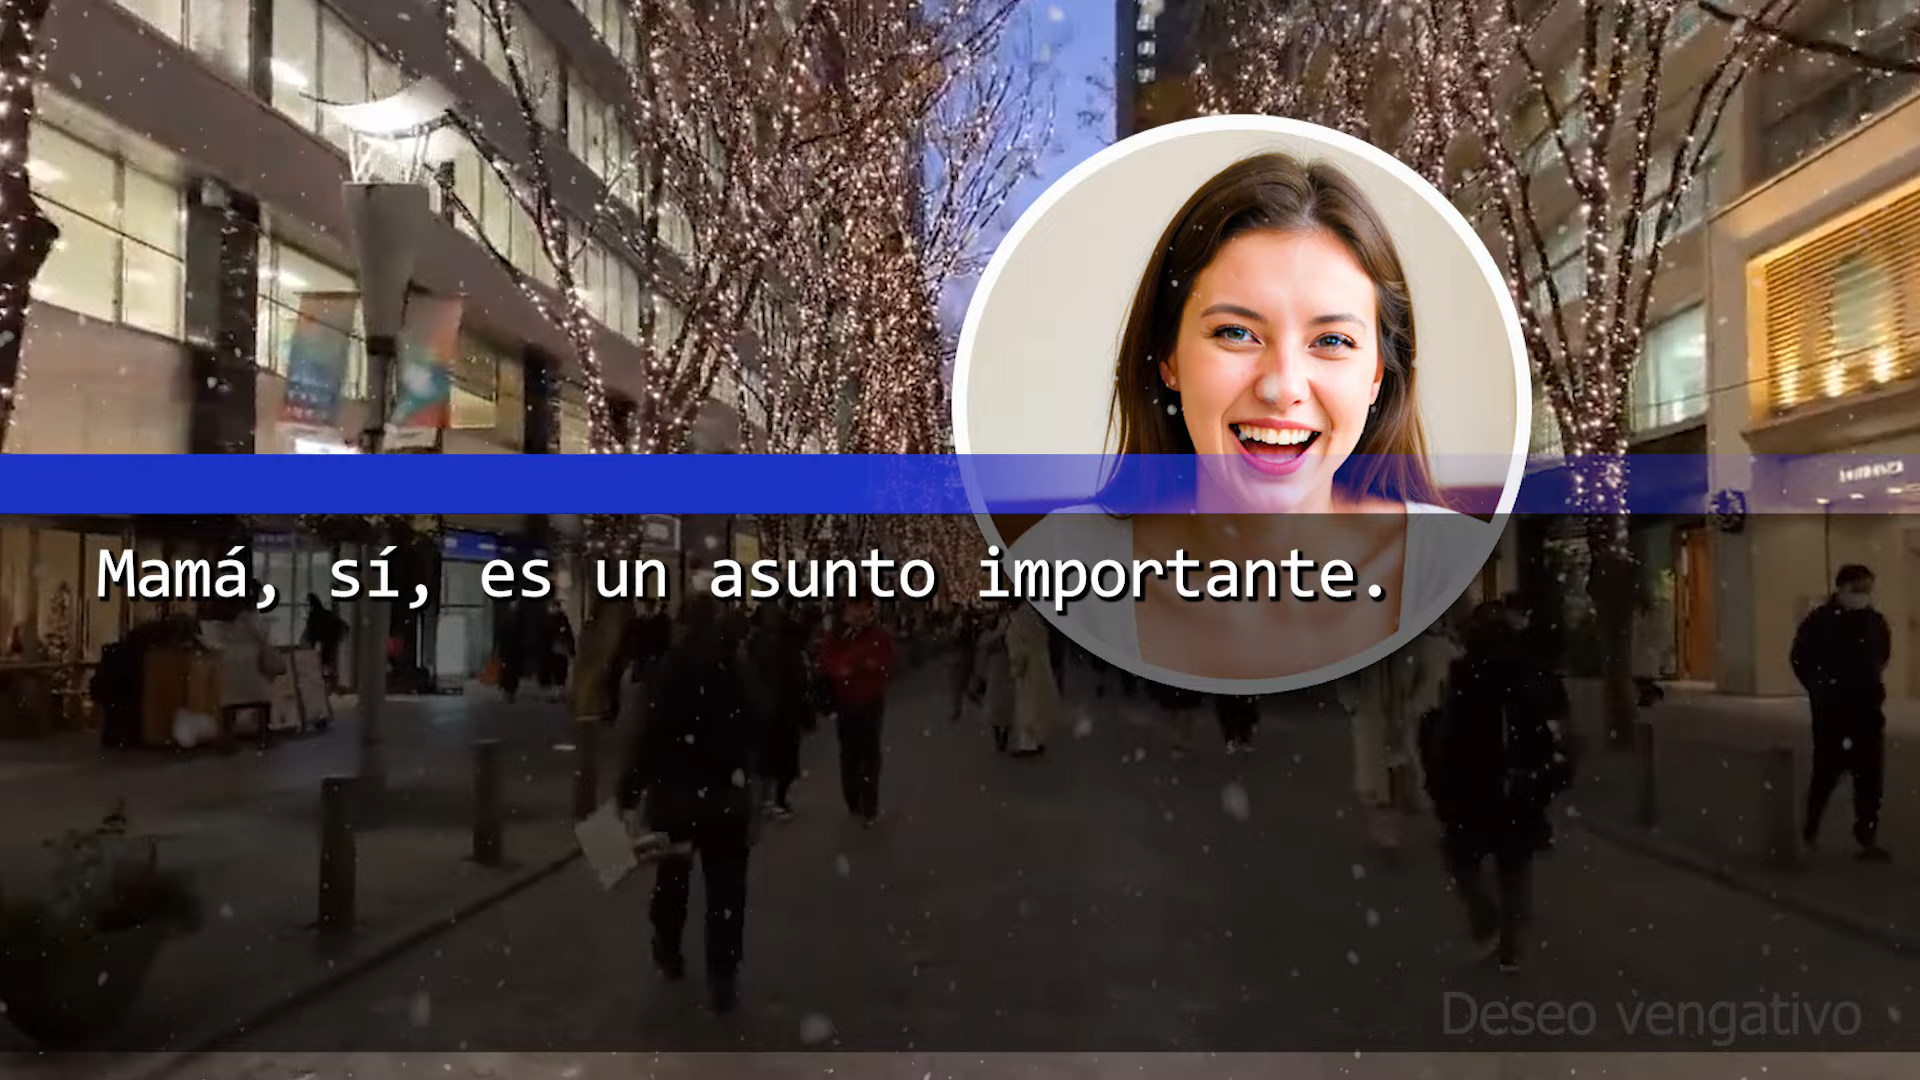 Mamá, sí, es un asunto importante.
Deseo vengativo